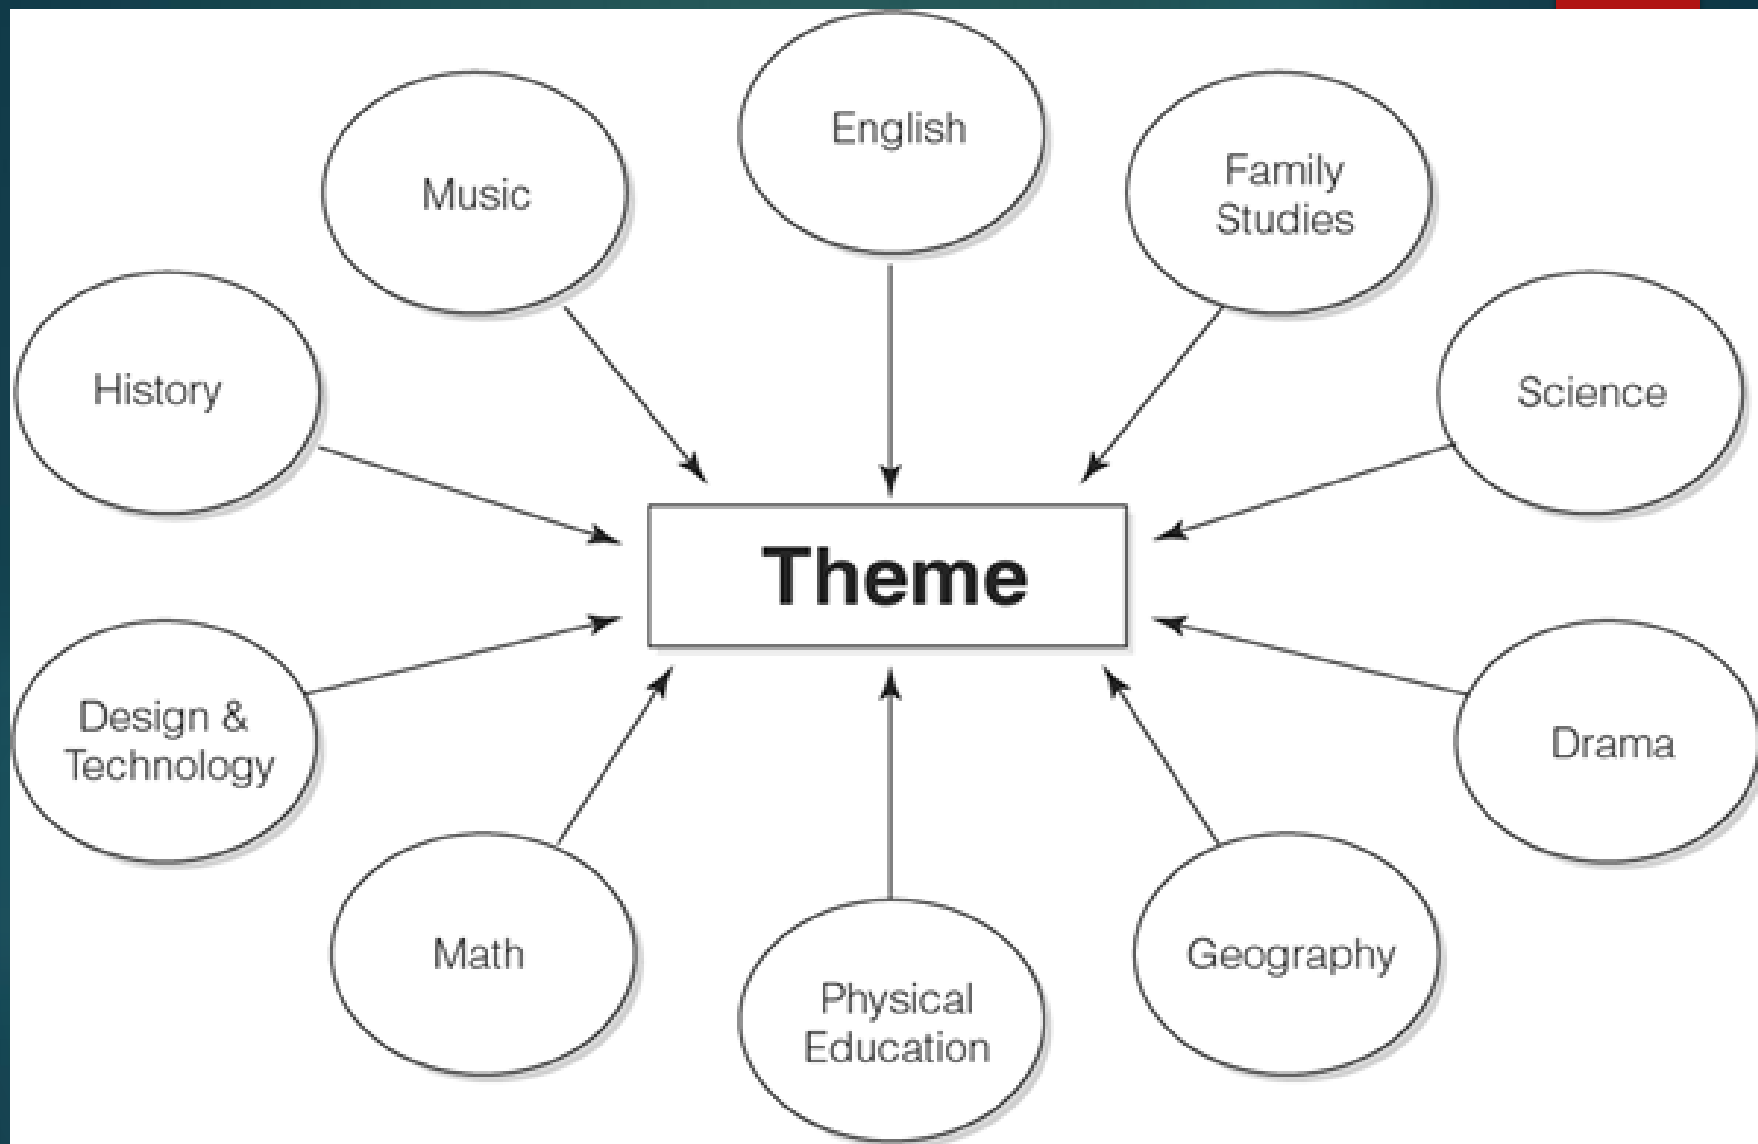 English
Music
Family
Studies
History
Science
Theme
Design &
Technology
Drama
Math
Geography
Physical
Education